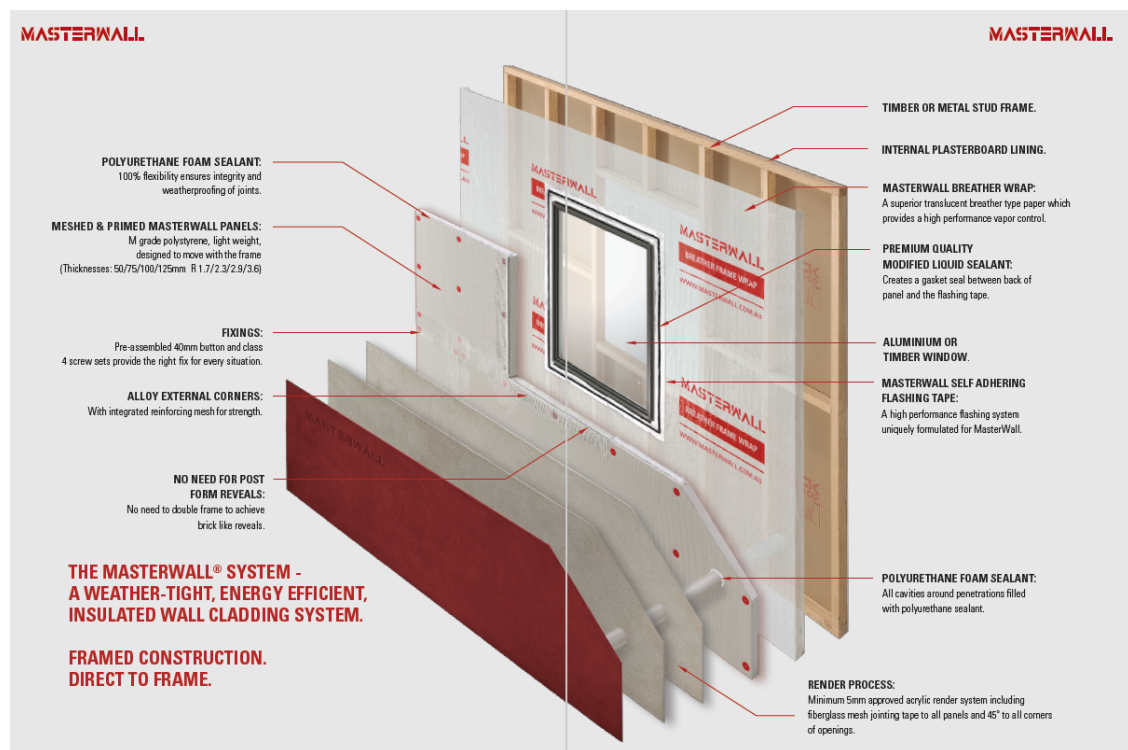 MASTERWALL
MASTERWALL
POLYURETHANE FOAM SEALANT:
100% flexibility ensures integrity and
weatherproofing of joints.
MESHED & PRIMED MASTERWALL PANELS:
M grade polystyrene, light weight,
designed to move with the frame
(Thicknesses: 50/75/100/125mm R 1.7/2.3/2.9/3.6)
FIXINGS:
Pre-assembled 40mm button and class
4 screw sets provide the right fix for every situation.
ALLOY EXTERNAL CORNERS:
With integrated reinforcing mesh for strength.
NO NEED FOR POST
FORM REVEALS:
No need to double frame to achieve
brick like reveals.
THE MASTERWALL® SYSTEM -
A WEATHER-TIGHT, ENERGY EFFICIENT,
INSULATED WALL CLADDING SYSTEM.
FRAMED CONSTRUCTION.
DIRECT TO FRAME.
MASTERWALL
MASTERWALL
MASTERWALL
BREATHER FRAME WRAP
WWW.MASTERWALL.COM.AU
MASTERWALL
BREATHER FRAME WRAP
WWW.MASTERWALL.COM.AU
TIMBER OR METAL STUD FRAME.
INTERNAL PLASTERBOARD LINING.
MASTERWALL BREATHER WRAP:
A superior translucent breather type paper which
provides a high performance vapor control.
PREMIUM QUALITY
MODIFIED LIQUID SEALANT:
Creates a gasket seal between back of
panel and the flashing tape.
ALUMINIUM OR
TIMBER WINDOW.
MASTERWALL SELF ADHERING
FLASHING TAPE:
A high performance flashing system
uniquely formulated for MasterWall.
POLYURETHANE FOAM SEALANT:
All cavities around penetrations filled
with polyurethane sealant.
RENDER PROCESS:
Minimum 5mm approved acrylic render system including
fiberglass mesh jointing tape to all panels and 45° to all corners
of openings.